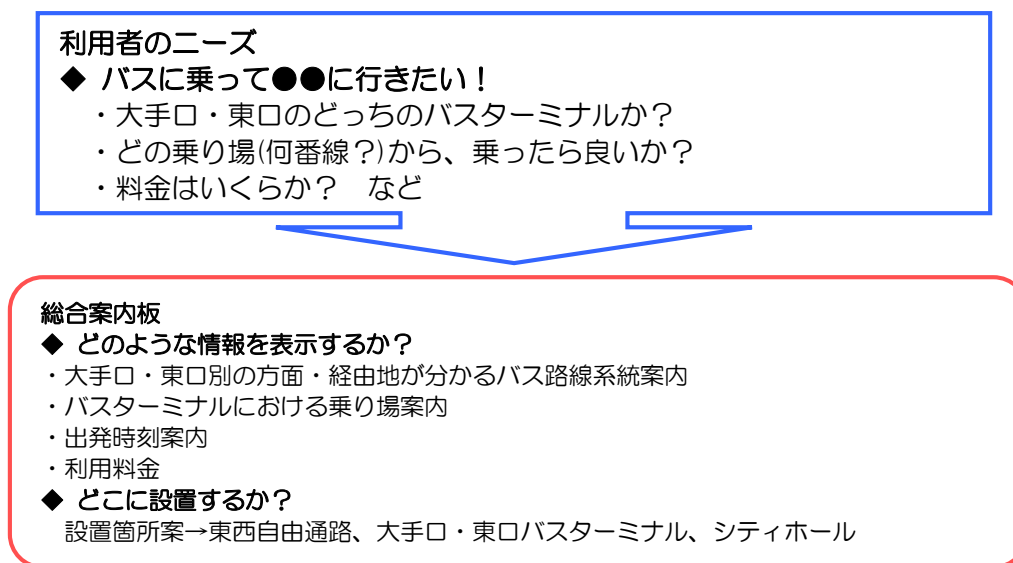 利用者のニーズ
◆ バスに乗って●●に行きたい！
・大手口・東口のどっちのバスターミナルか？
・どの乗り場(何番線？)から、乗ったら良いか？
・料金はいくらか？　など
総合案内板
◆ どのような情報を表示するか？
・大手口・東口別の方面・経由地が分かるバス路線系統案内
・バスターミナルにおける乗り場案内
・出発時刻案内
・利用料金
◆ どこに設置するか？
設置箇所案→東西自由通路、大手口・東口バスターミナル、シティホール